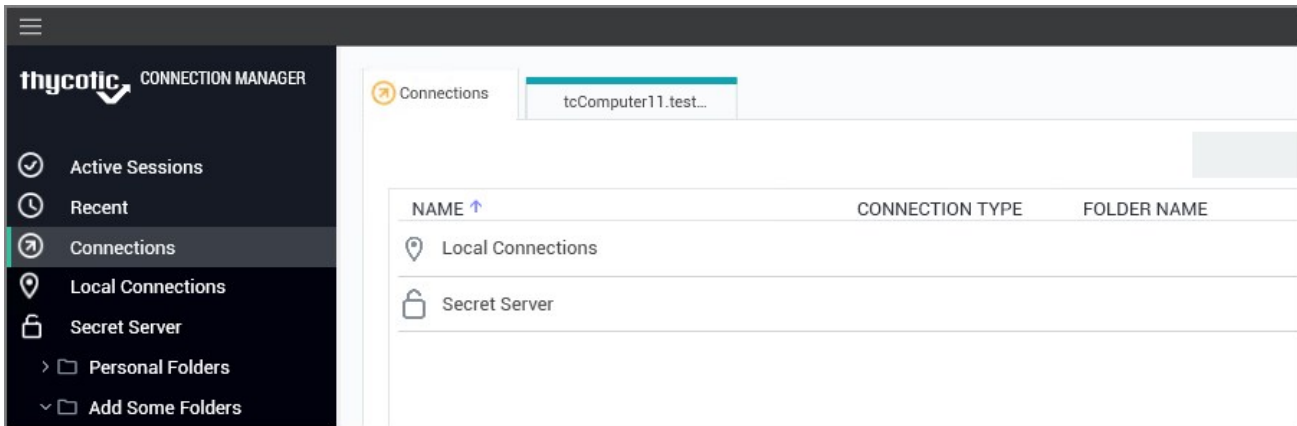 thycotic CONNECTION MANAGER
Active Sessions
Recent
Connections
Local Connections
Secret Server
Personal Folders
Add Some Folders
Connections
tcComputer11.test...
NAME CONNECTION TYPE FOLDER NAME
Local Connections
Secret Server